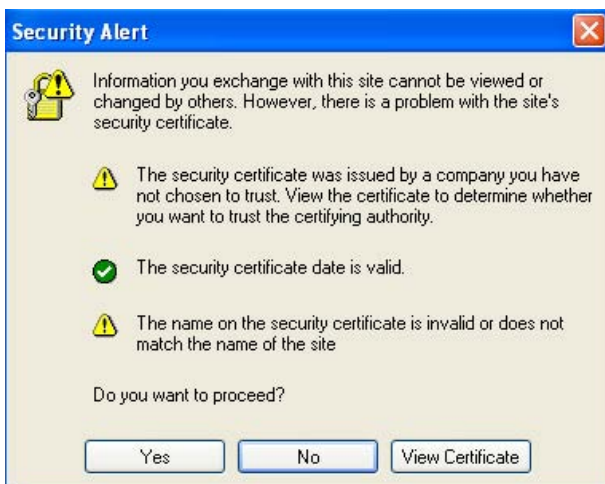 Security Alert
Information you exchange with this site cannot be viewed or
changed by others. However, there is a problem with the site's
security certificate.
The security certificate was issued by a company you have
not chosen to trust. View the certificate to determine whether
you want to trust the certifying authority.
The security certificate date is valid.
The name on the security certificate is invalid or does not
match the name of the site
Do you want to proceed?
Yes
No
View Certificate